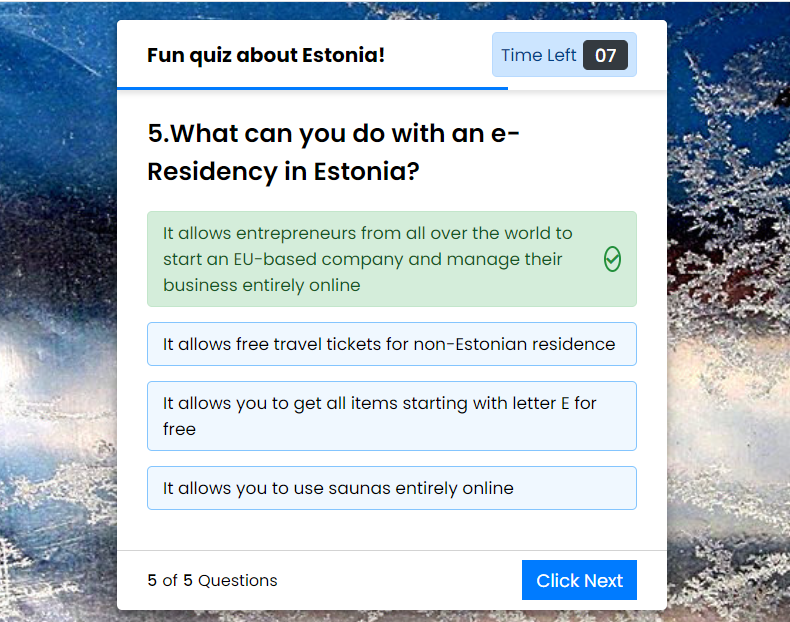 Fun quiz about Estonia!
Time Left 07
5.What can you do with an e-
Residency in Estonia?
It allows entrepreneurs from all over the world to
start an EU-based company and manage their
business entirely online
It allows free travel tickets for non-Estonian residence
It allows you to get all items starting with letter E for
free
It allows you to use saunas entirely online
5 of 5 Questions
Click Next